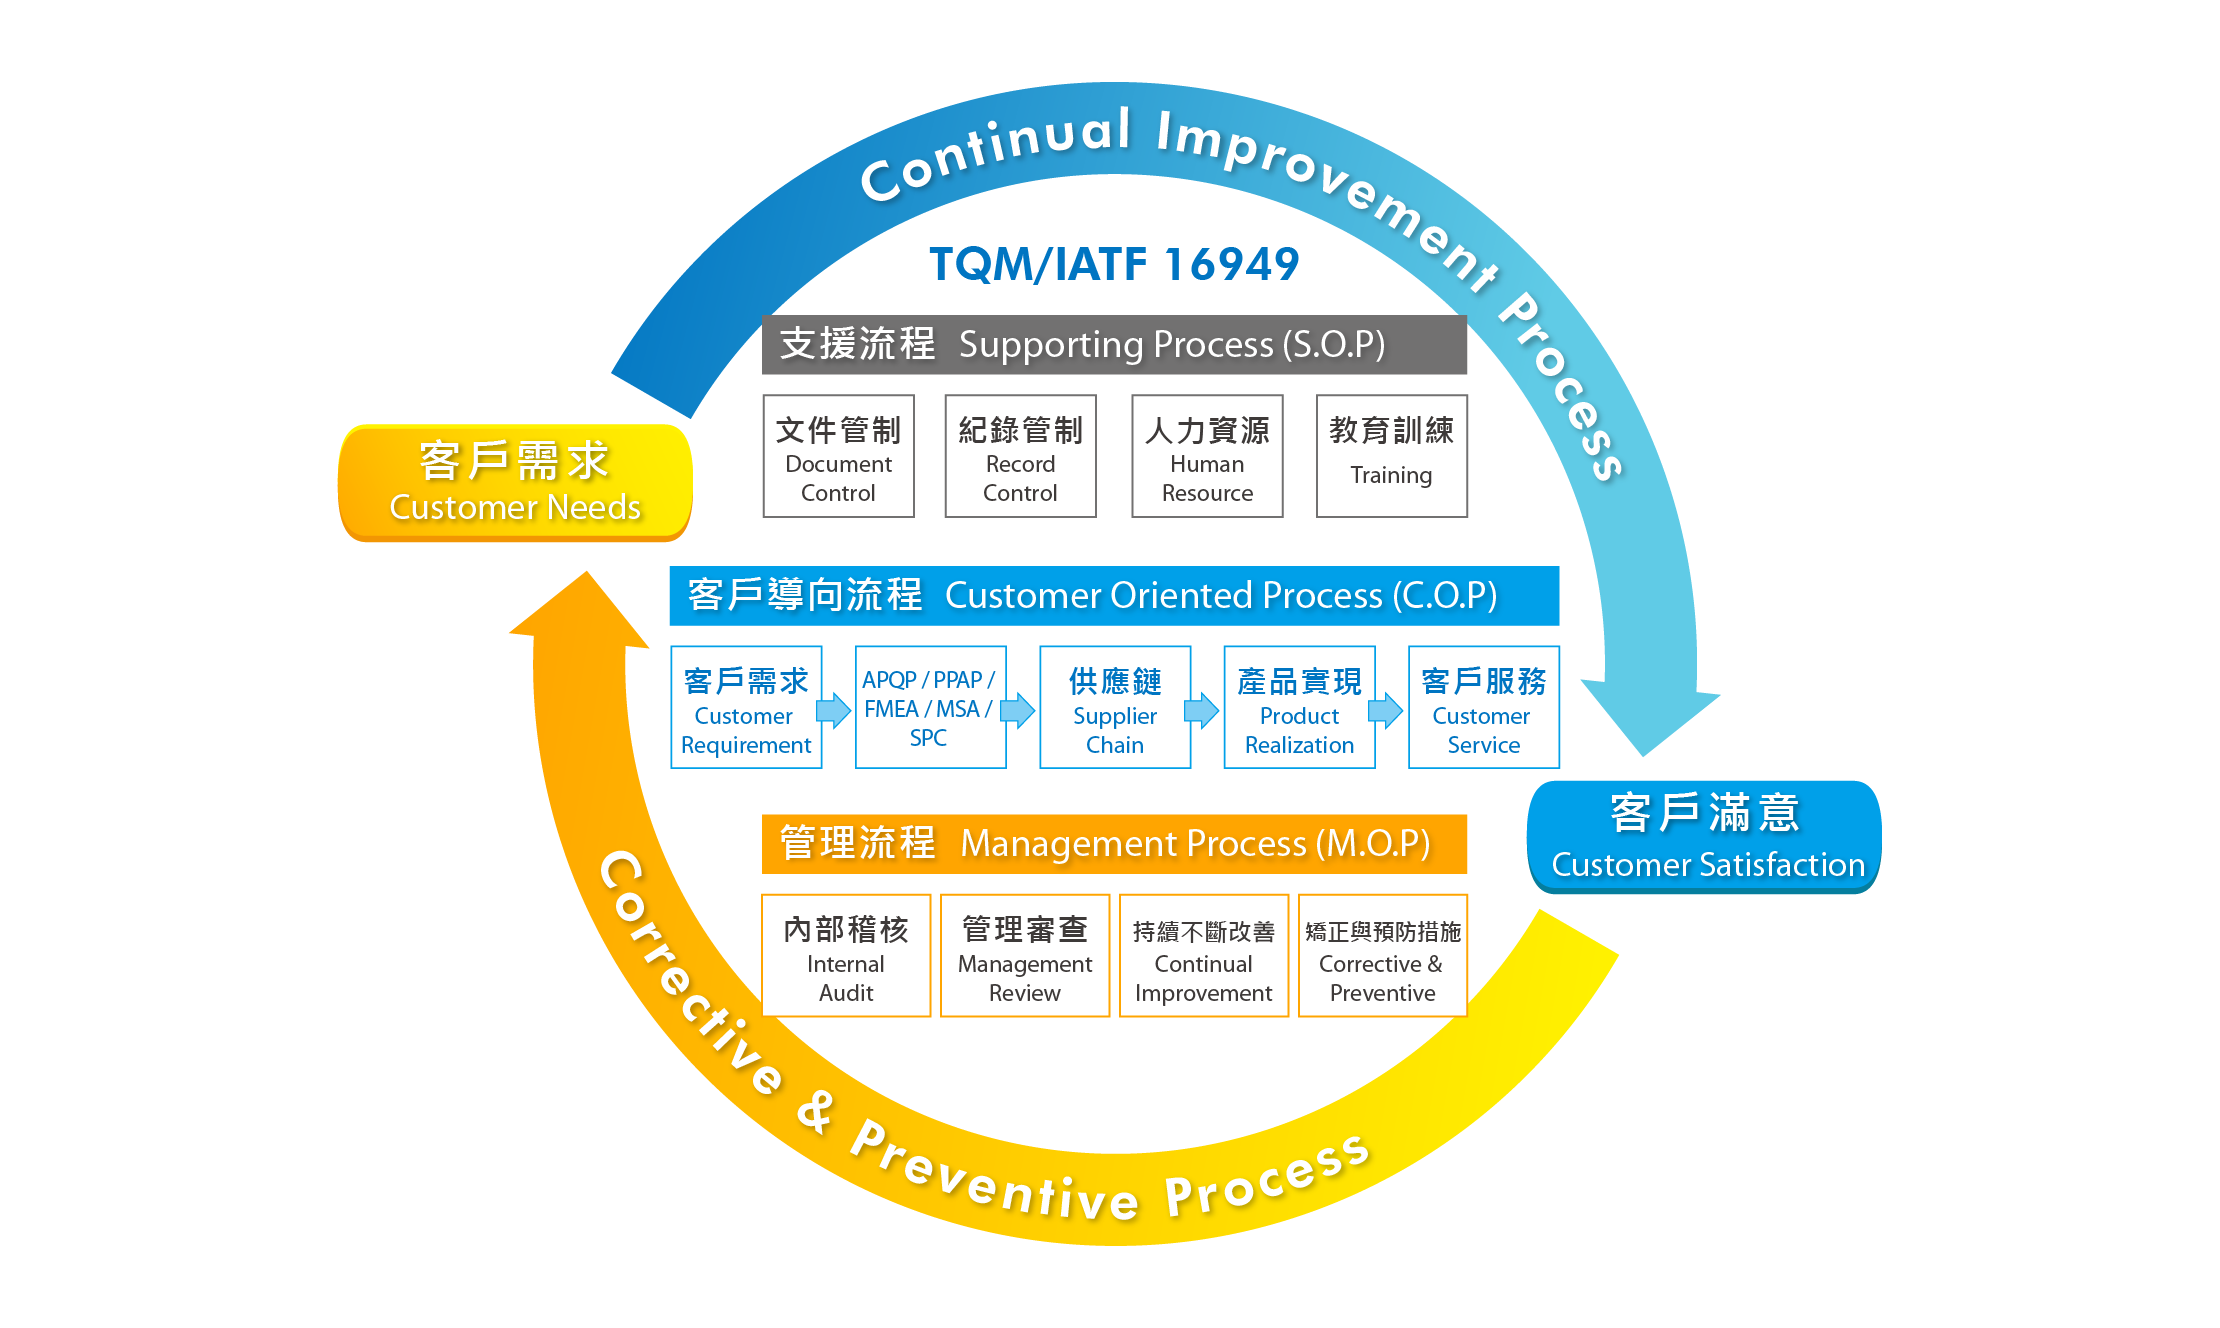 Continual Improvement Process
TQM/IATF 16949
支援流程 Supporting Process (S.O.P)
文件管制
Document
Control
紀錄管制
Record
Control
人力資源
Human
Resource
教育訓練
Training
客戶需求
Customer Needs
客戶導向流程 Customer Oriented Process (C.O.P)
客戶需求
Customer
Requirement
APQP / PPAP /
FMEA / MSA /
SPC
供應鏈
Supplier
Chain
產品實現
Product
Realization
客戶服務
Customer
Service
客戶滿意
Customer Satisfaction
管理流程 Management Process (M.O.P)
內部稽核
Internal
Audit
管理審查
Management
Review
持續不斷改善
Continual
Improvement
矯正與預防措施
Corrective &
Preventive
Corrective & Preventive Process